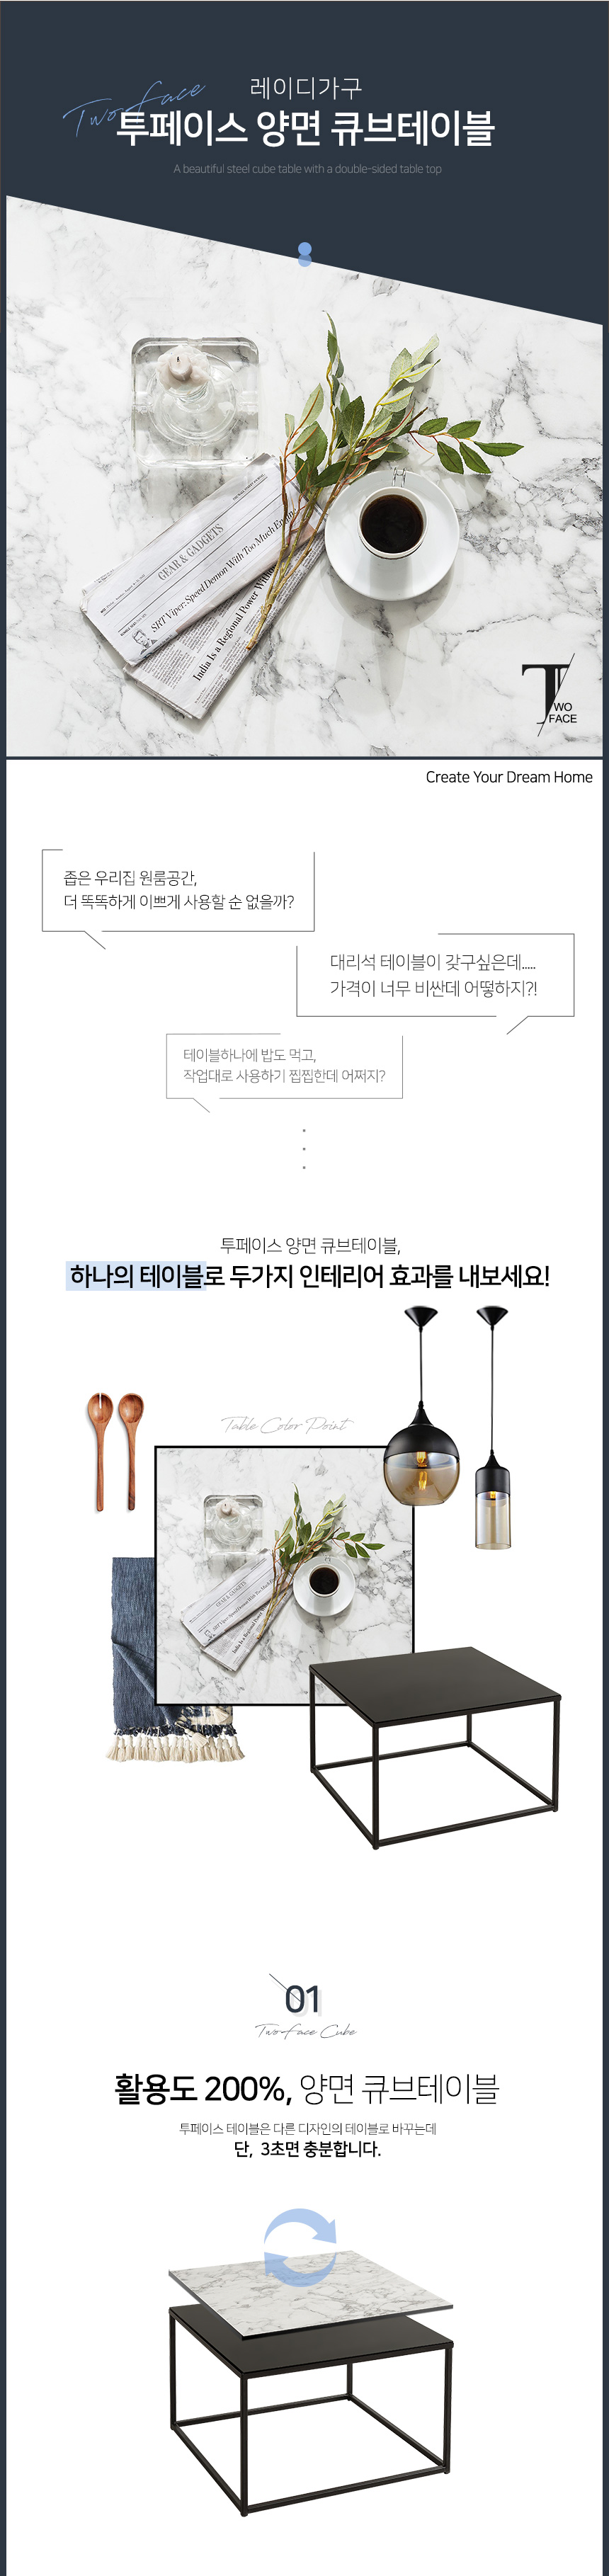 레이디가구
Two face
투페이스 양면 큐브테이블
A beautiful steel cube table with a double-sided table top
GEAR & GADGETS
SRT Viper: Speed Demon With Too Much Engine
India Is a Regional Power With
TWO
FACE
Create Your Dream Home
좁은 우리집 원룸공간,
더 똑똑하게 이쁘게 사용할 순 없을까?
대리석 테이블이 갖구싶은데.....
가격이 너무 비싼데 어떻하지?!
테이블하나에 밥도 먹고,
작업대로 사용하기 찝찝한데 어쩌지?
투페이스 양면 큐브테이블,
하나의 테이블로 두가지 인테리어 효과를 내보세요!
Table Color Point
01
Two face Cube
활용도 200%, 양면 큐브테이블
투페이스 테이블은 다른 디자인의 테이블로 바꾸는데
단, 3초면 충분합니다.